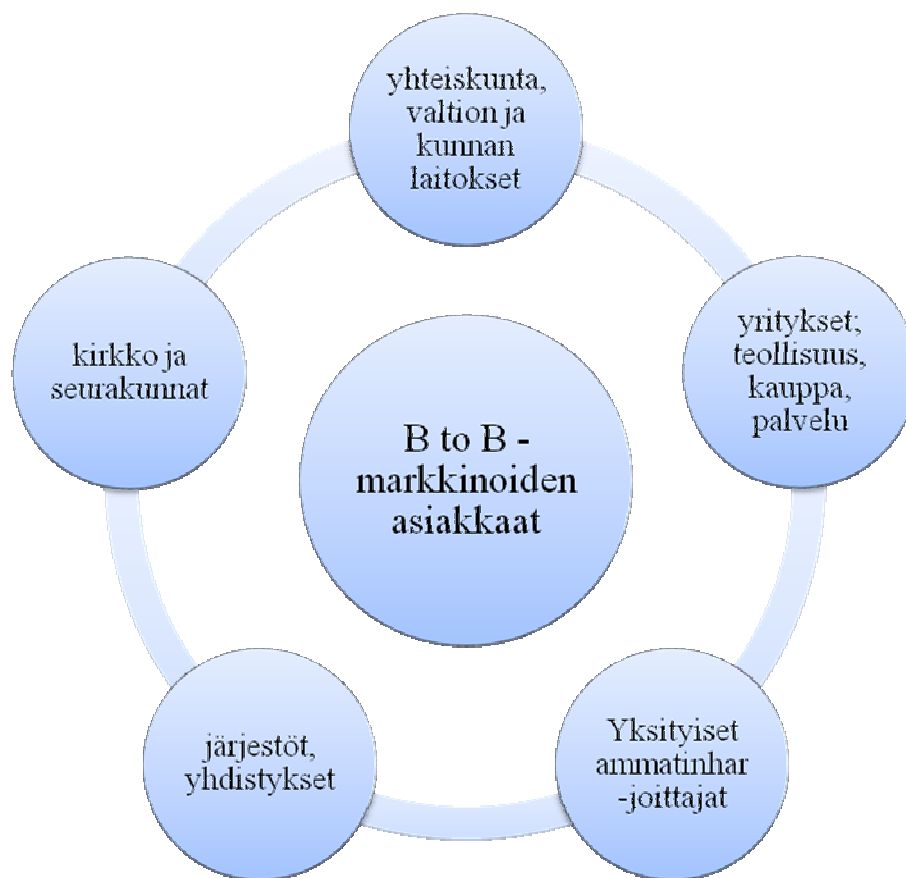 yhteiskunta,
valtion ja
kunnan
laitokset
yritykset;
teollisuus,
kauppa,
palvelu
kirkko ja
seurakunnat
B to B -
markkinoiden
asiakkaat
järjestöt,
yhdistykset
Yksityiset
ammatinhar
-joittajat